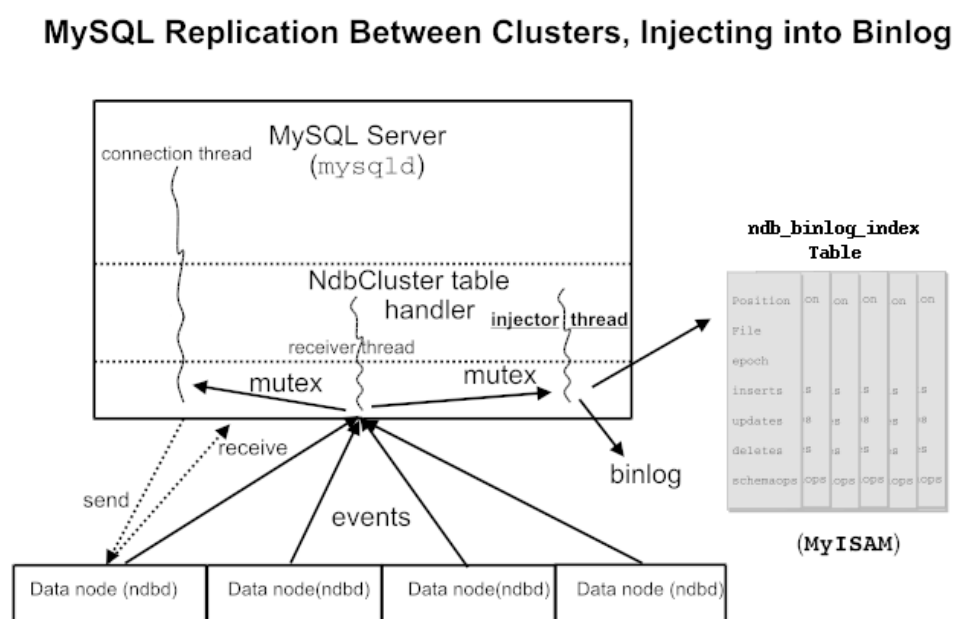 MySQL Replication Between Clusters, Injecting into Binlog
MySQL Server
(mysqld)
connection thread
NdbCluster table
handler
injector thread
receiver thread
mutex
mutex
receive
send
events
binlog
Data node (ndbd)
Data node(ndbd)
Data node(ndbd)
Data node (ndbd)
ndb_binlog_index
Table
Position on on on on on
File
epoch
inserts s s s s s
updates s s s s s
deletes s s s s s
schemaops ops ops ops ops ops
(MyISAM)